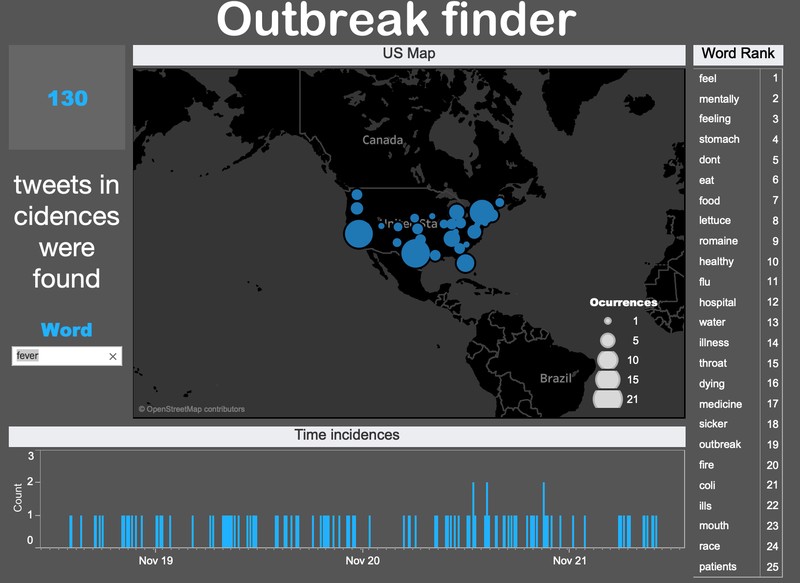 Outbreak finder
130
tweets in
cidences
were
found
Word
fever
US Map
Canada
United Sta
Brazil
Ocurrences
1
5
10
15
21
© OpenStreetMap contributors
Word Rank
feel 1
mentally 2
feeling 3
stomach 4
dont 5
eat 6
food 7
lettuce 8
romaine 9
healthy 10
flu 11
hospital 12
water 13
illness 14
throat 15
dying 16
medicine 17
sicker 18
outbreak 19
fire 20
coli 21
ills 22
mouth 23
race 24
patients 25
Time incidences
Count
3
2
1
0
Nov 19
Nov 20
Nov 21